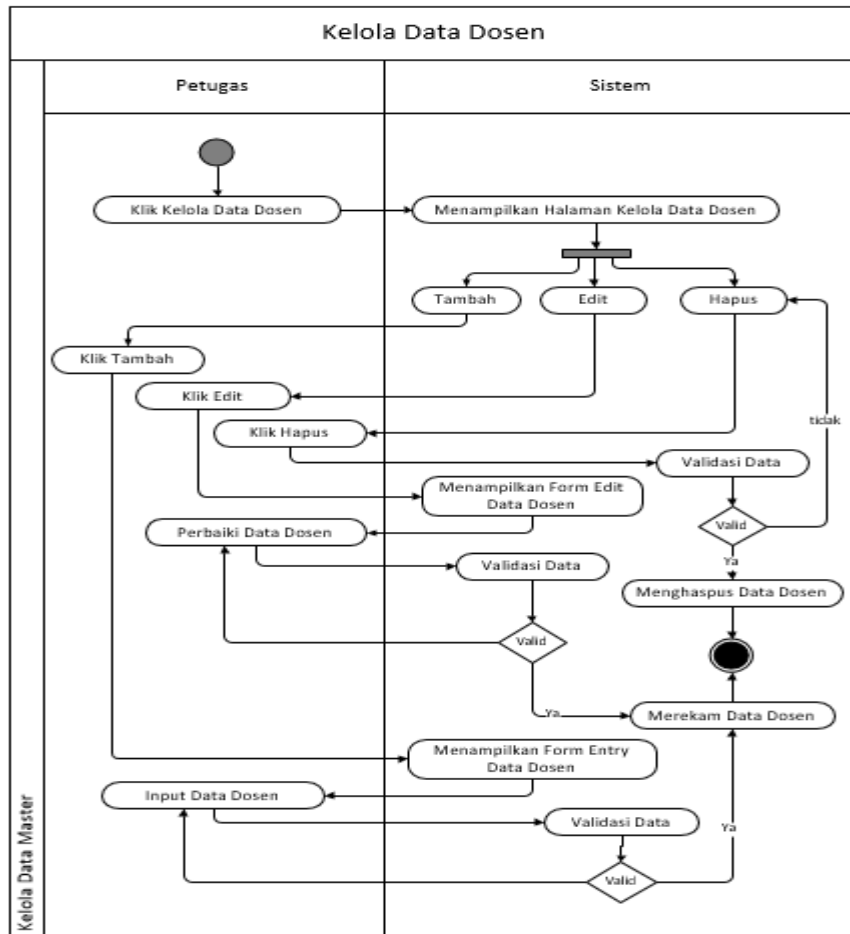 Kelola Data Dosen
Petugas
Sistem
Klik Kelola Data Dosen
Menampilkan Halaman Kelola Data Dosen
Tambah
Edit
Hapus
Klik Tambah
Klik Edit
tidak
Klik Hapus
Validasi Data
Menampilkan Form Edit
Data Dosen
Valid
Perbaiki Data Dosen
Ya
Validasi Data
Menghaspus Data Dosen
Valid
Ya
Merekam Data Dosen
Menampilkan Form Entry
Data Dosen
Input Data Dosen
Validasi Data
Ya
Valid
Kelola Data Master